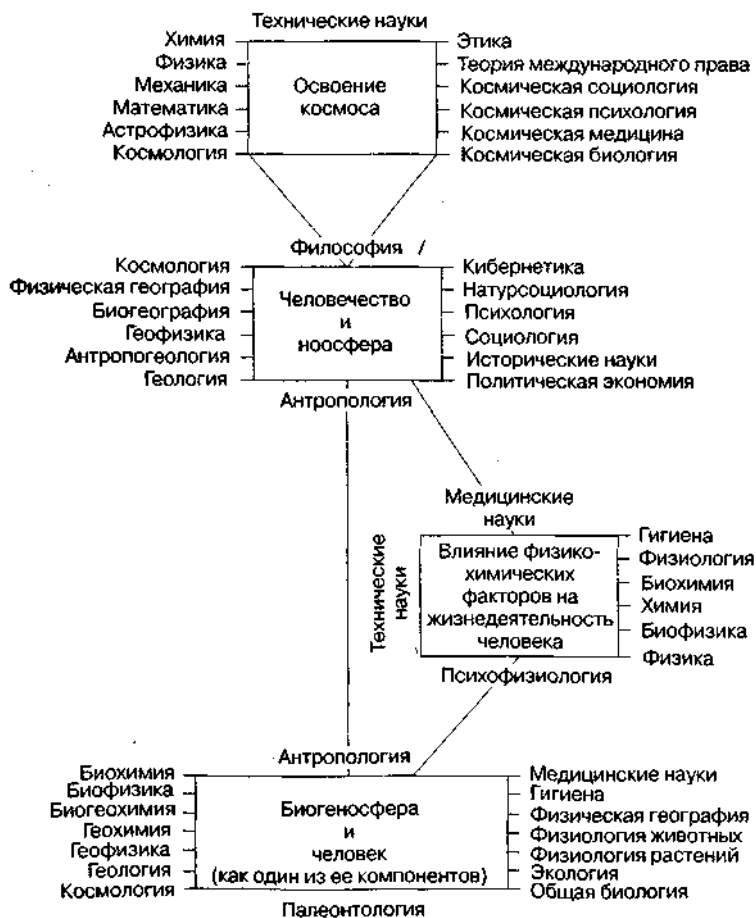 Технические науки
Химия
Физика
Механика
Математика
Астрофизика
Космология
Освоение
космоса
Этика
Теория международного права
Космическая социология
Космическая психология
Космическая медицина
Космическая биология
Философия
Космология
Физическая география
Биогеография
Геофизика
Антропогеология
Геология
Человечество
и
ноосфера
Кибернетика
Натурсоциология
Психология
Социология
Исторические науки
Политическая экономия
Антропология
Медицинские
науки
Технические
науки
Влияние физико-
химических
факторов на
жизнедеятельность
человека
Гигиена
Физиология
Биохимия
Химия
Биофизика
Физика
Психофизиология
Антропология
Биохимия
Биофизика
Биогеохимия
Геохимия
Геофизика
Геология
Космология
Биогеносфера
и
человек
(как один из ее компонентов)
Медицинские науки
Гигиена
Физическая география
Физиология животных
Физиология растений
Экология
Общая биология
Палеонтология